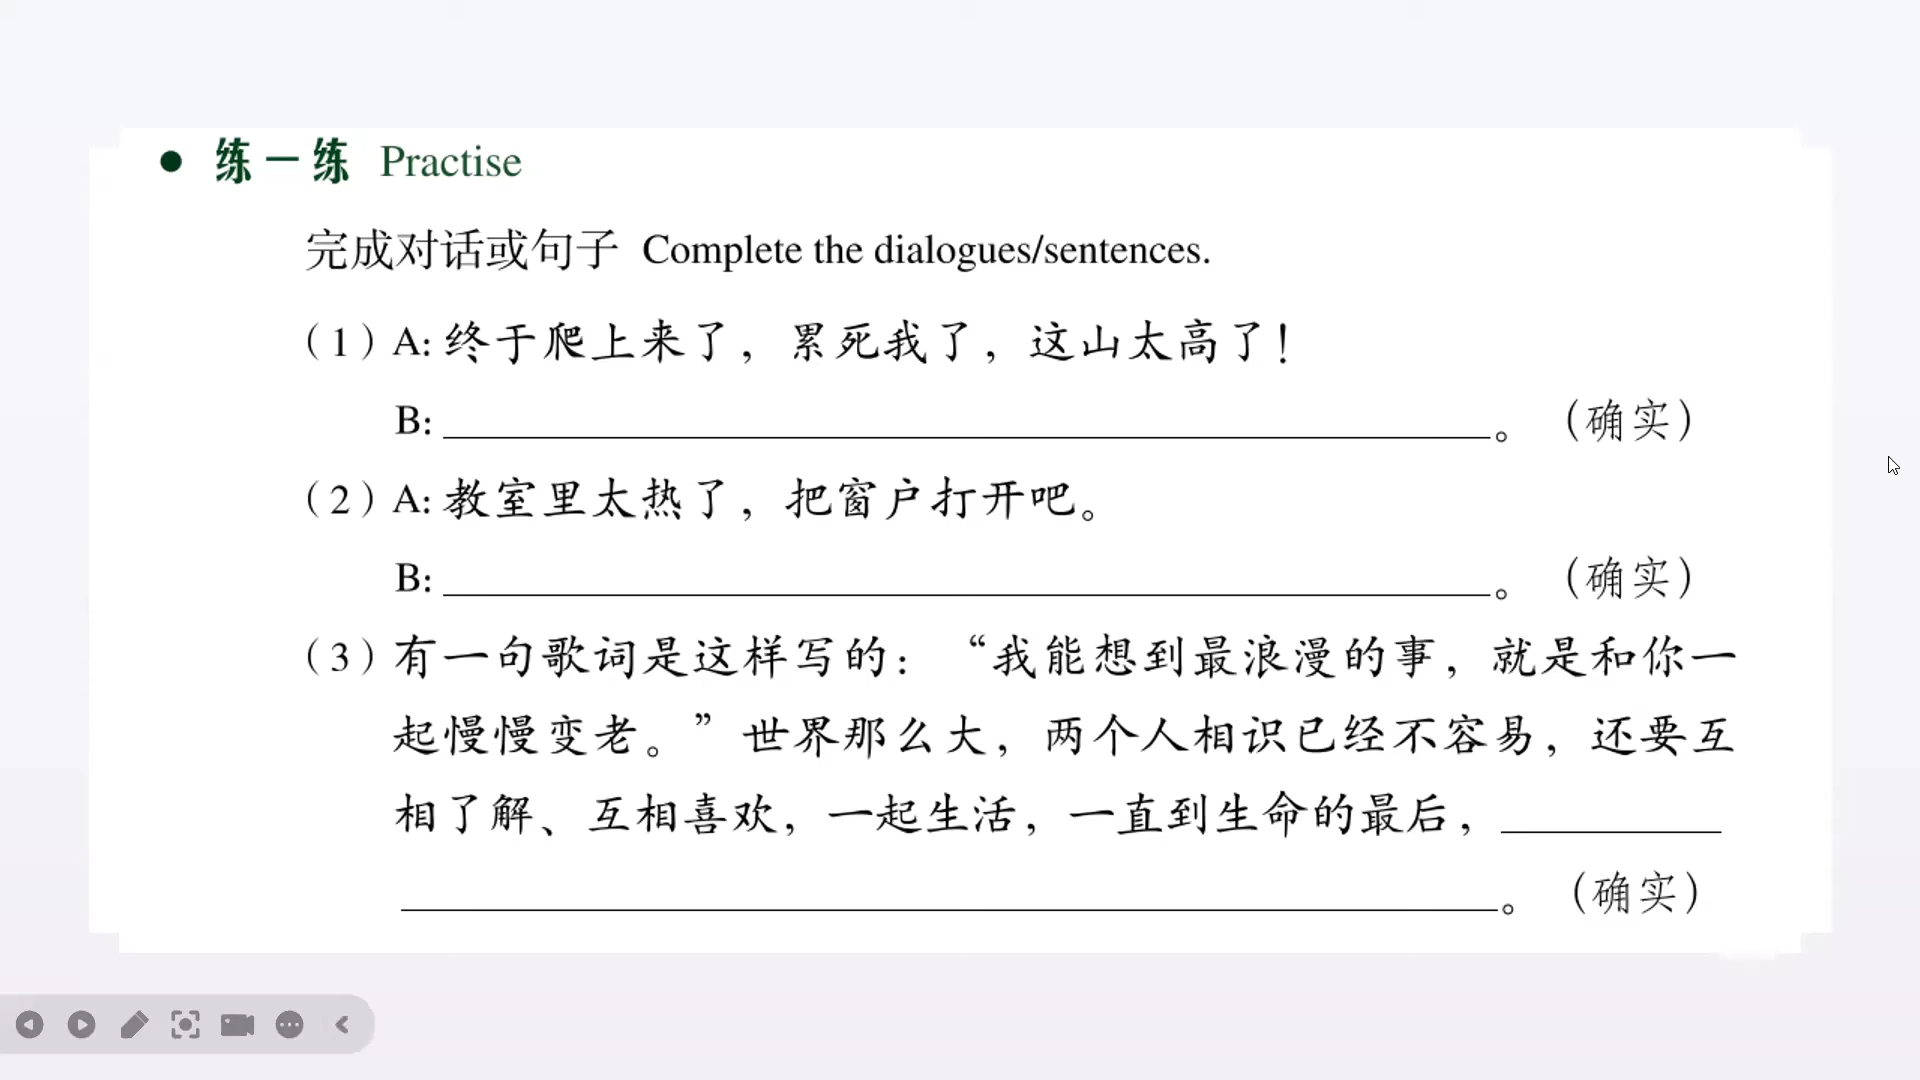 ● 练一练 Practise
完成对话或句子 Complete the dialogues/sentences.
（1）A: 终于爬上来了，累死我了，这山太高了！
B: ______。（确实）
（2）A: 教室里太热了，把窗户打开吧。
B: ______。（确实）
（3）有一句歌词是这样写的：“我能想到最浪漫的事，就是和你一
起慢慢变老。”世界那么大，两个人相识已经不容易，还要互
相了解、互相喜欢，一起生活，一直到生命的最后，______
______。（确实）